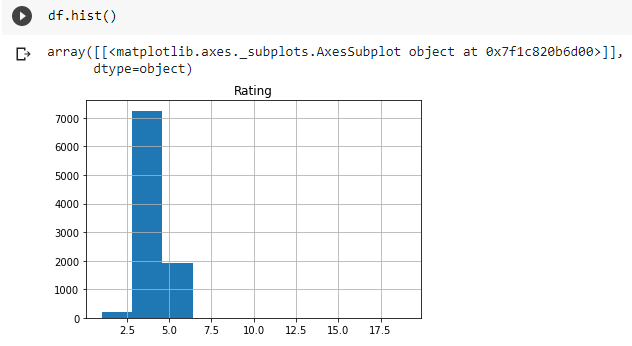 df.hist()
array([[<matplotlib.axes._subplots.AxesSubplot object at 0x7f1c820b6d00>]],
dtype=object)
Rating
7000
6000
5000
4000
3000
2000
1000
0
2.5 5.0 7.5 10.0 12.5 15.0 17.5